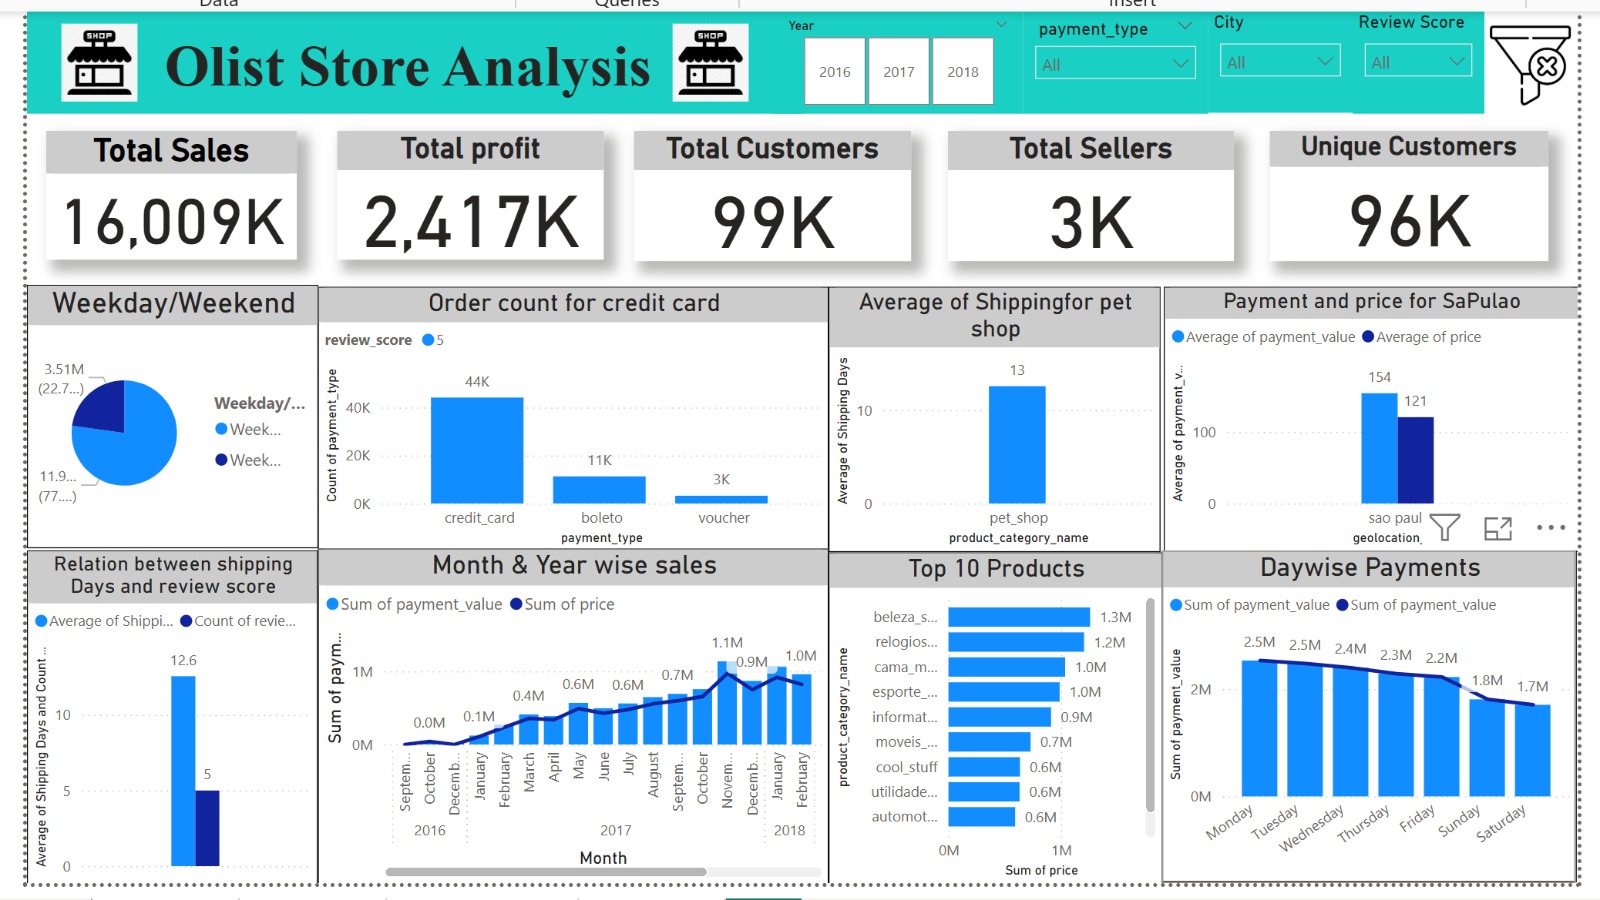 Data
Queries
Insert
SHOP
Olist Store Analysis
SHOP
Year
2016
2017
2018
payment_type
All
City
All
Review Score
All
Total Sales
16,009K
Total profit
2,417K
Total Customers
99K
Total Sellers
3K
Unique Customers
96K
Weekday/Weekend
3.51M
(22.7...)
11.9...
(77....)
Weekday/...
Week...
Week...
Order count for credit card
review_score 5
Count of payment_type
40K
20K
0K
44K
11K
3K
credit_card
boleto
voucher
payment_type
Average of Shippingfor pet
shop
Average of Shipping Days
10
0
13
pet_shop
product_category_name
Payment and price for SaPulao
Average of payment_value Average of price
Average of payment_v...
100
0
154
121
sao paul
geolocation_
Relation between shipping
Days and review score
Average of Shippi... Count of revie...
Average of Shipping Days and Count ...
10
5
0
12.6
5
Month & Year wise sales
Sum of payment_value Sum of price
Sum of paym...
1M
0M
0.0M
0.1M
0.4M
0.6M
0.6M
0.7M
1.1M
0.9M
1.0M
Septem...
October
Decemb...
January
February
March
April
May
June
July
August
Septem...
October
Novem...
Decemb...
January
February
2016
2017
2018
Month
Top 10 Products
product_category_name
beleza_s... 1.3M
relogios... 1.2M
cama_m... 1.0M
esporte_... 1.0M
informat... 0.9M
moveis_... 0.7M
cool_stuff 0.6M
utilidade... 0.6M
automot... 0.6M
0M
1M
Sum of price
Daywise Payments
Sum of payment_value Sum of payment_value
Sum of payment_value
2M
0M
2.5M
2.5M
2.4M
2.3M
2.2M
1.8M
1.7M
Monday
Tuesday
Wednesday
Thursday
Friday
Sunday
Saturday